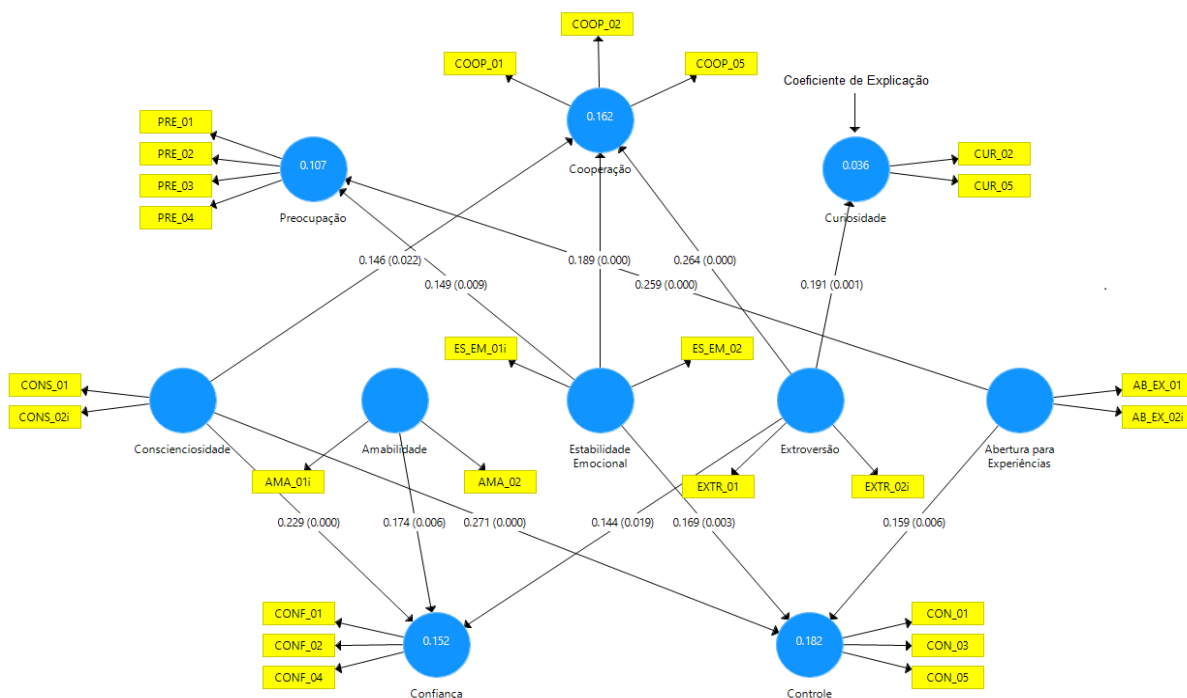 COOP_02
COOP_01
COOP_05
Coeficiente de Explicação
0.162
Cooperação
PRE_01
PRE_02
PRE_03
PRE_04
0.107
Preocupação
0.036
Curiosidade
CUR_02
CUR_05
0.146 (0.022)
0.149 (0.009)
0.189 (0.000)
0.264 (0.000)
0.259 (0.000)
0.191 (0.001)
ES_EM_01i
ES_EM_02
CONS_01
CONS_02i
Conscienciosidade
Amabilidade
Estabilidade
Emocional
Extroversão
Abertura para
Experiências
AB_EX_01
AB_EX_02i
AMA_01i
AMA_02
EXTR_01
EXTR_02i
0.229 (0.000)
0.174 (0.006)
0.271 (0.000)
0.144 (0.019)
0.169 (0.003)
0.159 (0.006)
CONF_01
CONF_02
CONF_04
0.152
Confiança
0.182
Controle
CON_01
CON_03
CON_05